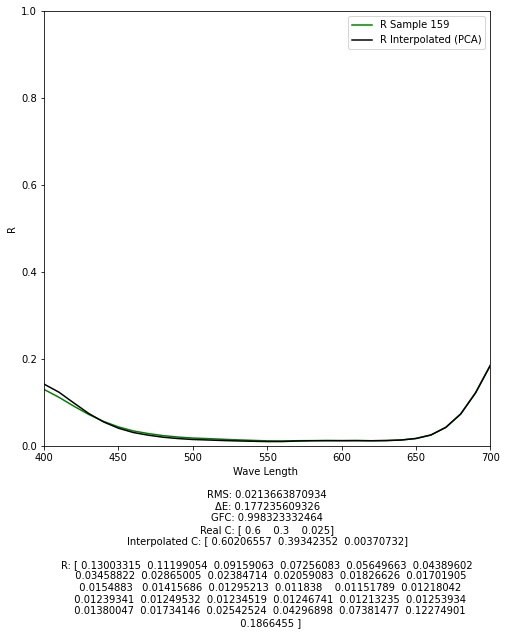 1.0
R Sample 159
R Interpolated (PCA)
0.8
0.6
R
0.4
0.2
0.0
400 450 500 550 600 650 700
Wave Length
RMS: 0.0213663870934
ΔE: 0.177235609326
GFC: 0.998323332464
Real C: [ 0.6 0.3 0.025]
Interpolated C: [ 0.60206557 0.39342352 0.00370732]
R: [ 0.13003315 0.11199054 0.09159063 0.07256083 0.05649663 0.04389602
0.03458822 0.02865005 0.02384714 0.02059083 0.01826626 0.01701905
0.0154883 0.01415686 0.01295213 0.011838 0.01151789 0.01218042
0.01239341 0.01249532 0.01234519 0.01246741 0.01213235 0.01253934
0.01380047 0.01734146 0.02542524 0.04296898 0.07381477 0.12274901
0.1866455 ]